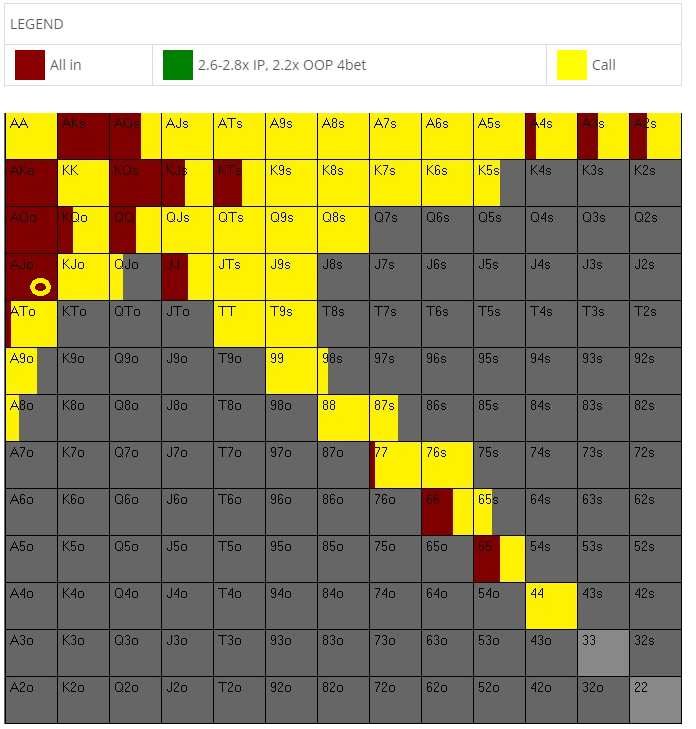 LEGEND
All in 2.6-2.8x IP, 2.2x OOP 4bet Call
AA AKs AQs AJs ATs A9s A8s A7s A6s A5s A4s A3s A2s
AKo KK KQs KJs KTs K9s K8s K7s K6s K5s K4s K3s K2s
AQo KQo QQ QJs QTs Q9s Q8s Q7s Q6s Q5s Q4s Q3s Q2s
AJo KJo QJo JJ JTs J9s J8s J7s J6s J5s J4s J3s J2s
ATo KTo QTo JTo TT T9s T8s T7s T6s T5s T4s T3s T2s
A9o K9o Q9o J9o T9o 99 98s 97s 96s 95s 94s 93s 92s
A8o K8o Q8o J8o T8o 98o 88 87s 86s 85s 84s 83s 82s
A7o K7o Q7o J7o T7o 97o 87o 77 76s 75s 74s 73s 72s
A6o K6o Q6o J6o T6o 96o 86o 76o 66 65s 64s 63s 62s
A5o K5o Q5o J5o T5o 95o 85o 75o 65o 55 54s 53s 52s
A4o K4o Q4o J4o T4o 94o 84o 74o 64o 54o 44 43s 42s
A3o K3o Q3o J3o T3o 93o 83o 73o 63o 53o 43o 33 32s
A2o K2o Q2o J2o T2o 92o 82o 72o 62o 52o 42o 32o 22